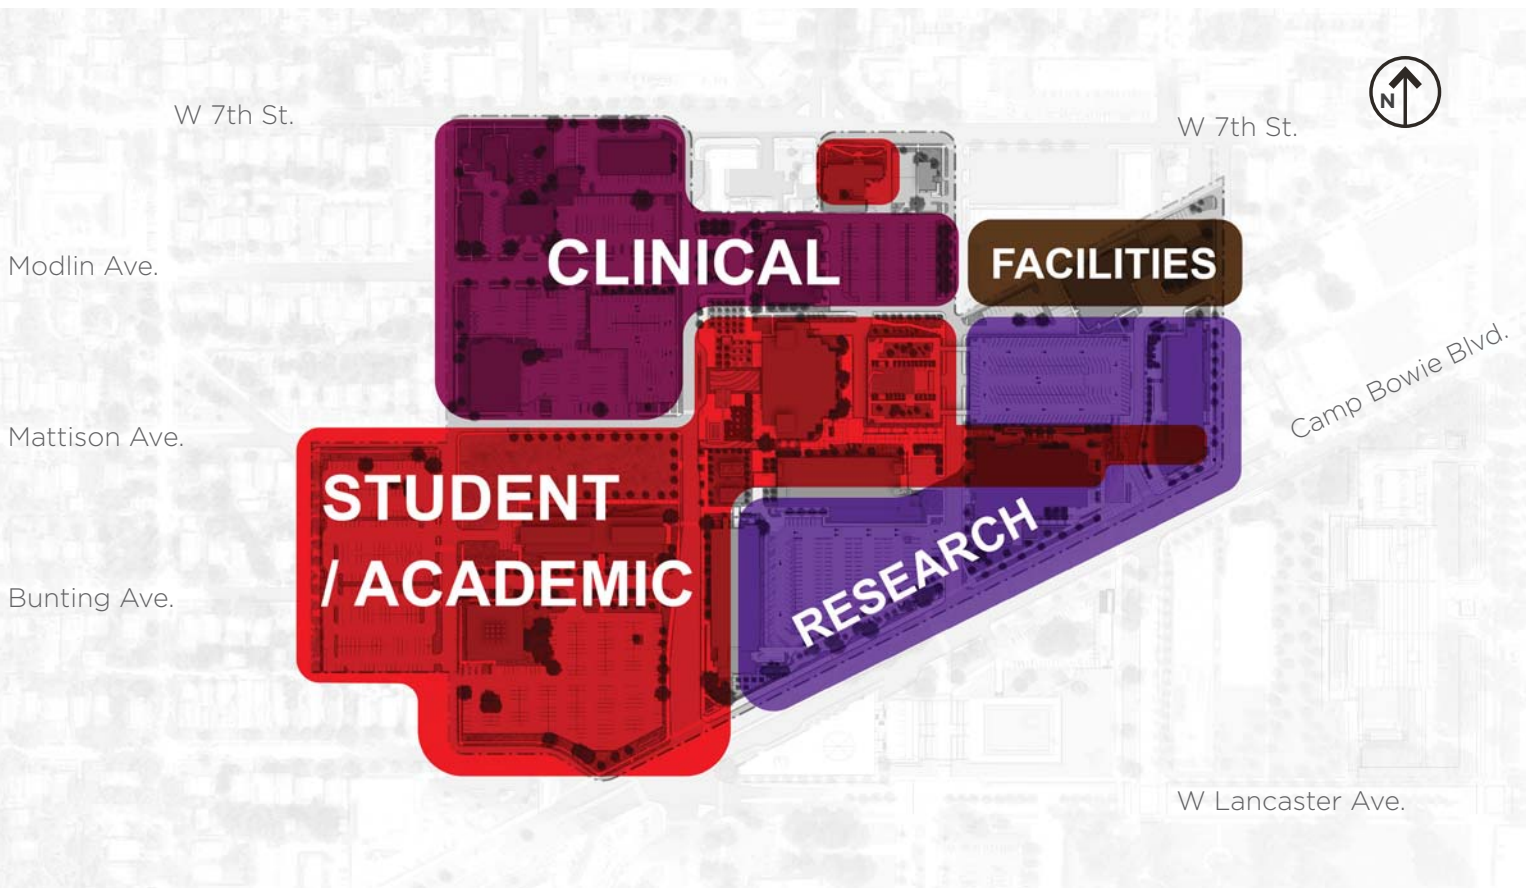 W 7th St.
W 7th St.
N
Modlin Ave.
CLINICAL
FACILITIES
Camp Bowie Blvd.
Mattison Ave.
STUDENT
/ ACADEMIC
RESEARCH
Bunting Ave.
W Lancaster Ave.